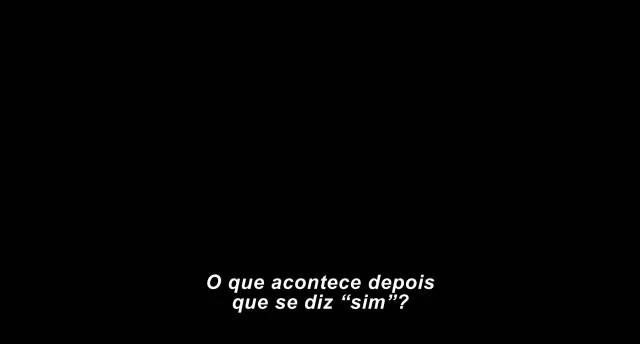 O que acontece depois
que se diz “sim”?